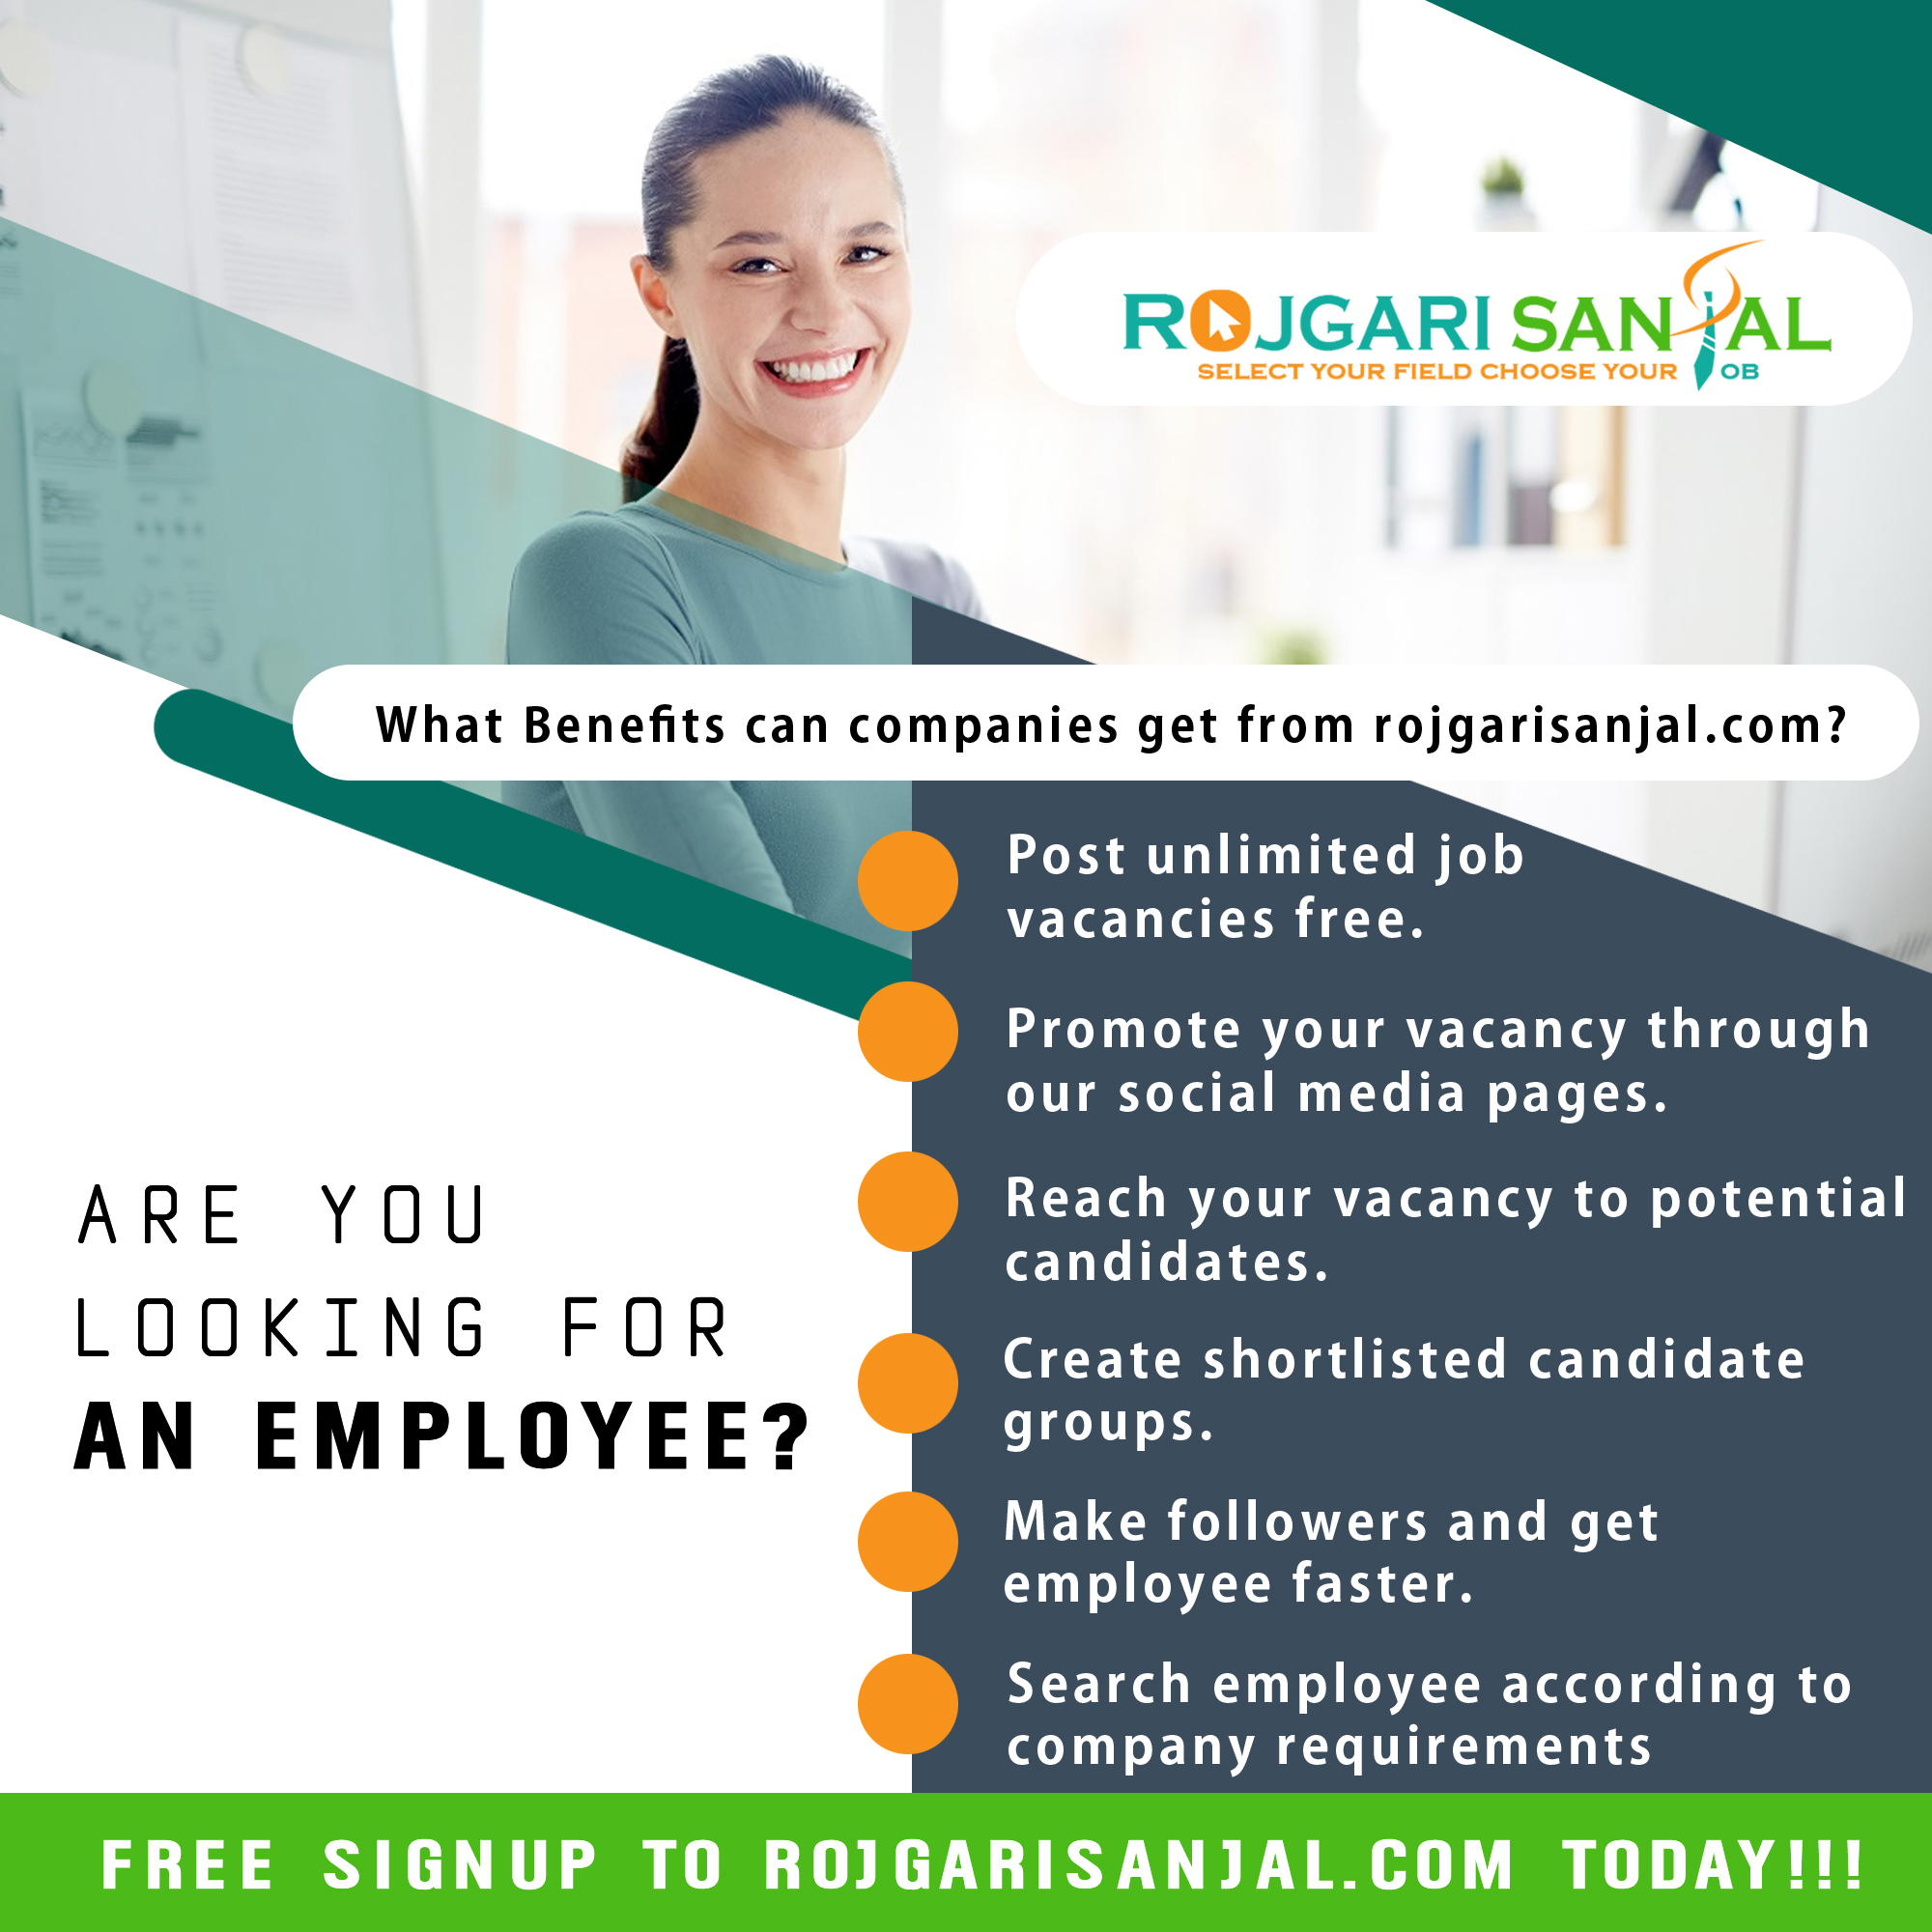 ROJGARI SANJAL
SELECT YOUR FIELD CHOOSE YOUR JOB
What Benefits can companies get from rojgarisanjal.com?
Post unlimited job
vacancies free.
Promote your vacancy through
our social media pages.
Reach your vacancy to potential
candidates.
Create shortlisted candidate
groups.
Make followers and get
employee faster.
Search employee according to
company requirements
ARE YOU
LOOKING FOR
AN EMPLOYEE?
FREE SIGNUP TO ROJGARISANJAL.COM TODAY!!!